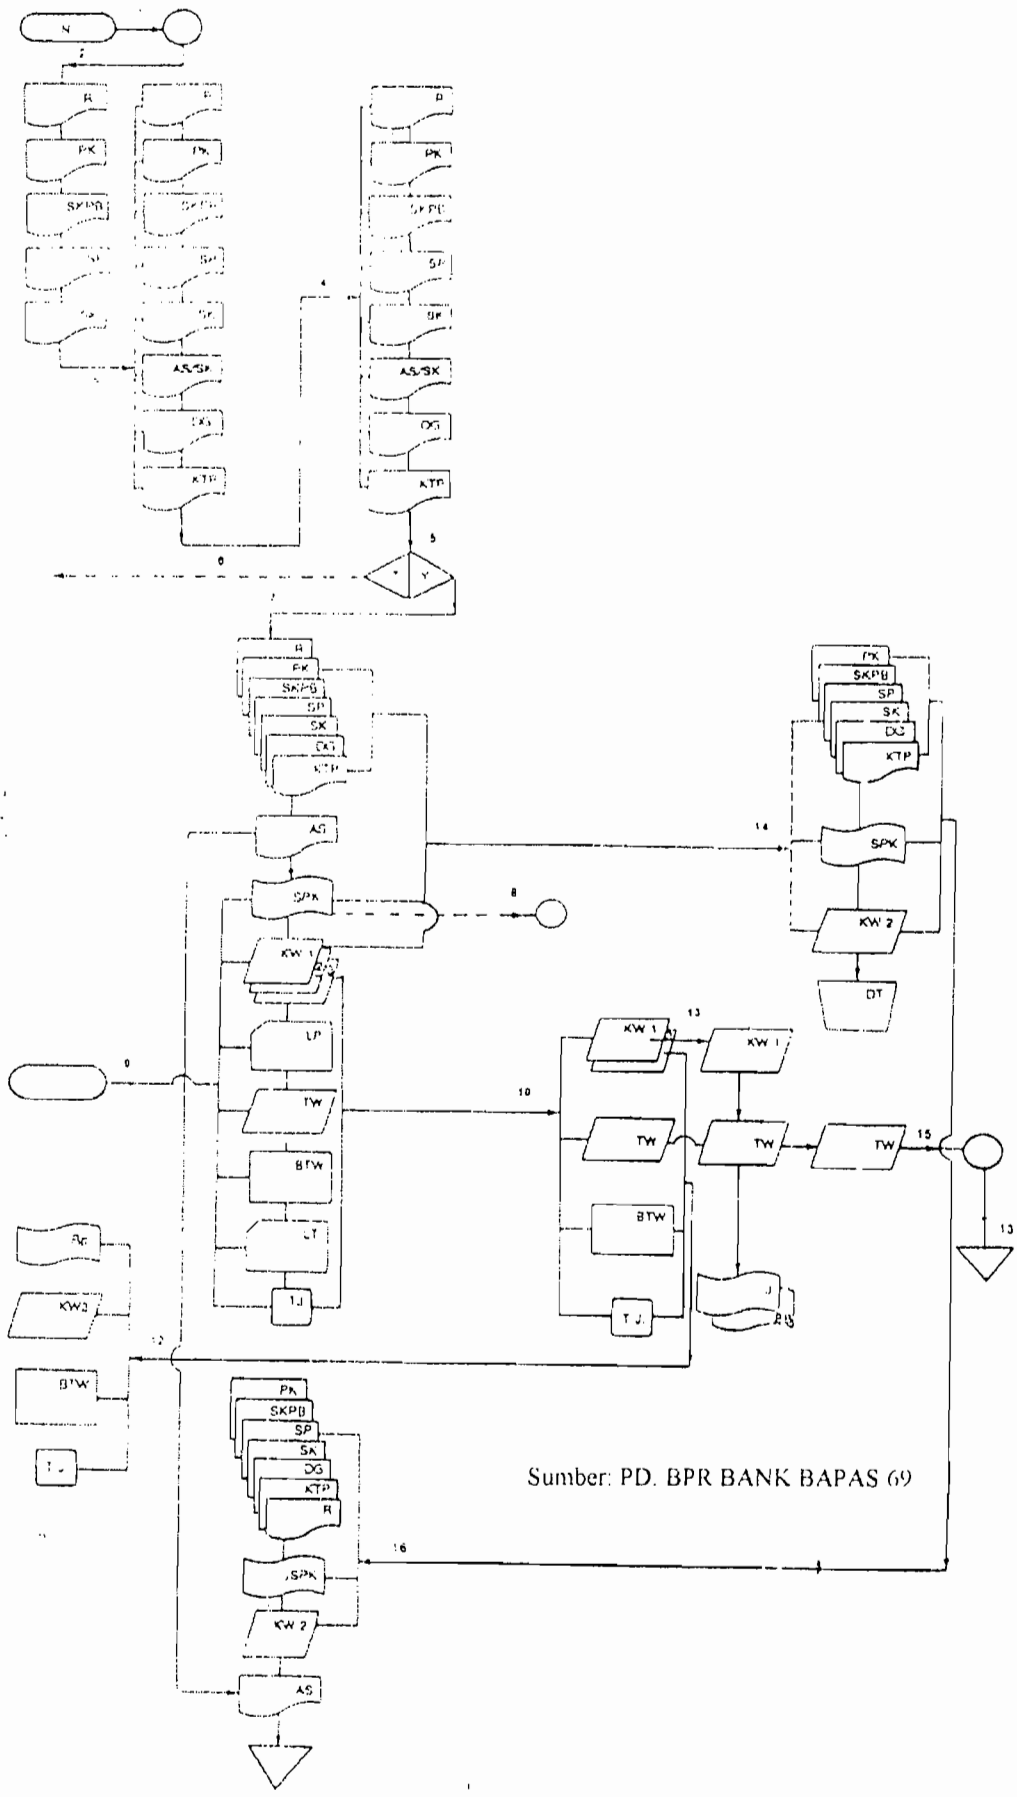 N
2
R
PK
SKPB
PK
SP
SK
AS/SK
DG
KTP
4
P
PK
SKPB
SP
SK
AS/SK
DG
KTP
5
6
Y
7
R
PK
SKPB
SP
SK
DG
KTP
AS
SPK
8
KW 1
LP
9
TW
BTW
LT
TJ
10
PK
SKPB
SP
SK
DG
KTP
14
SPK
KW 2
DT
KW 1
13
KW 1
TW
TW
TW
15
BTW
T J.
J
13
KW2
12
BTW
T J
PK
SKPB
SP
SK
DG
KTP
R
Sumber: PD. BPR BANK BAPAS 69
16
SPK
KW 2
AS